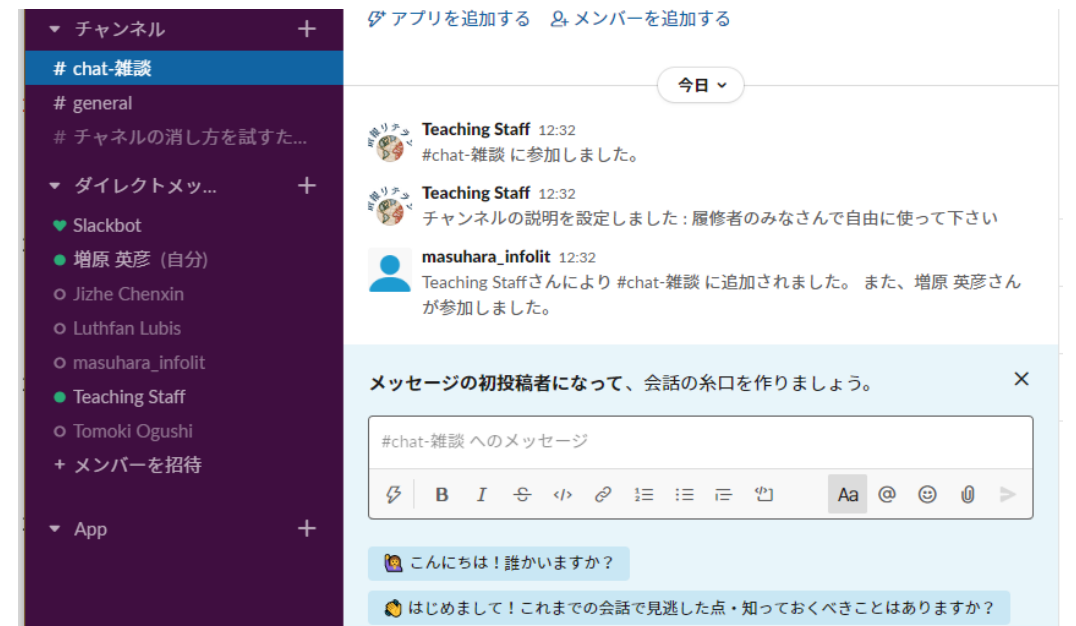 チャンネル
# chat-雑談
# general
# チャネルの消し方を試すた...
ダイレクトメッ...
Slackbot
増原 英彦 (自分)
Jizhe Chenxin
Luthfan Lubis
masuhara_infolit
Teaching Staff
Tomoki Ogushi
+ メンバーを招待
App
アプリを追加する メンバーを追加する
今日
Teaching Staff 12:32
#chat-雑談 に参加しました。
Teaching Staff 12:32
チャンネルの説明を設定しました : 履修者のみなさんで自由に使って下さい
masuhara_infolit 12:32
Teaching Staffさんにより #chat-雑談 に追加されました。 また、増原 英彦さん
が参加しました。
メッセージの初投稿者になって、会話の糸口を作りましょう。
#chat-雑談 へのメッセージ
B I S </> Aa @
こんにちは！誰かいますか？
はじめまして！これまでの会話で見逃した点・知っておくべきことはありますか？